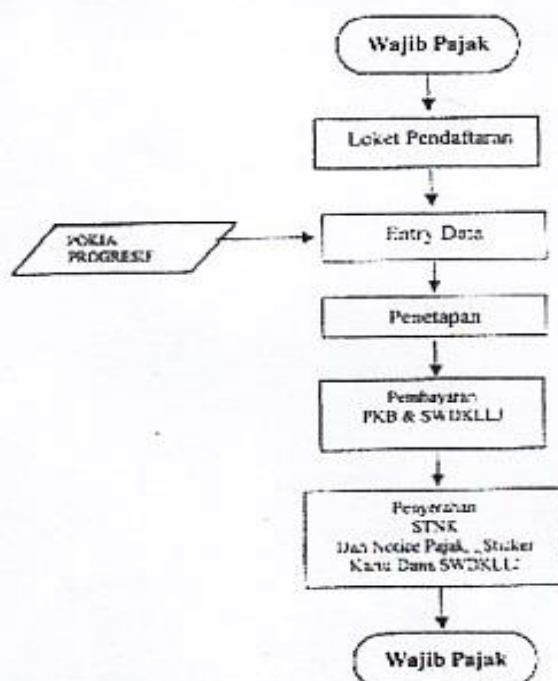 Wajib Pajak
Loket Pendaftaran
Entry Data
POKJA
PROGRESIF
Penetapan
Pembayaran
PKB & SWDKLLJ
Penyerahan
STNK
Dan Notice Pajak, Sticker
Kartu Dana SWDKLLJ
Wajib Pajak